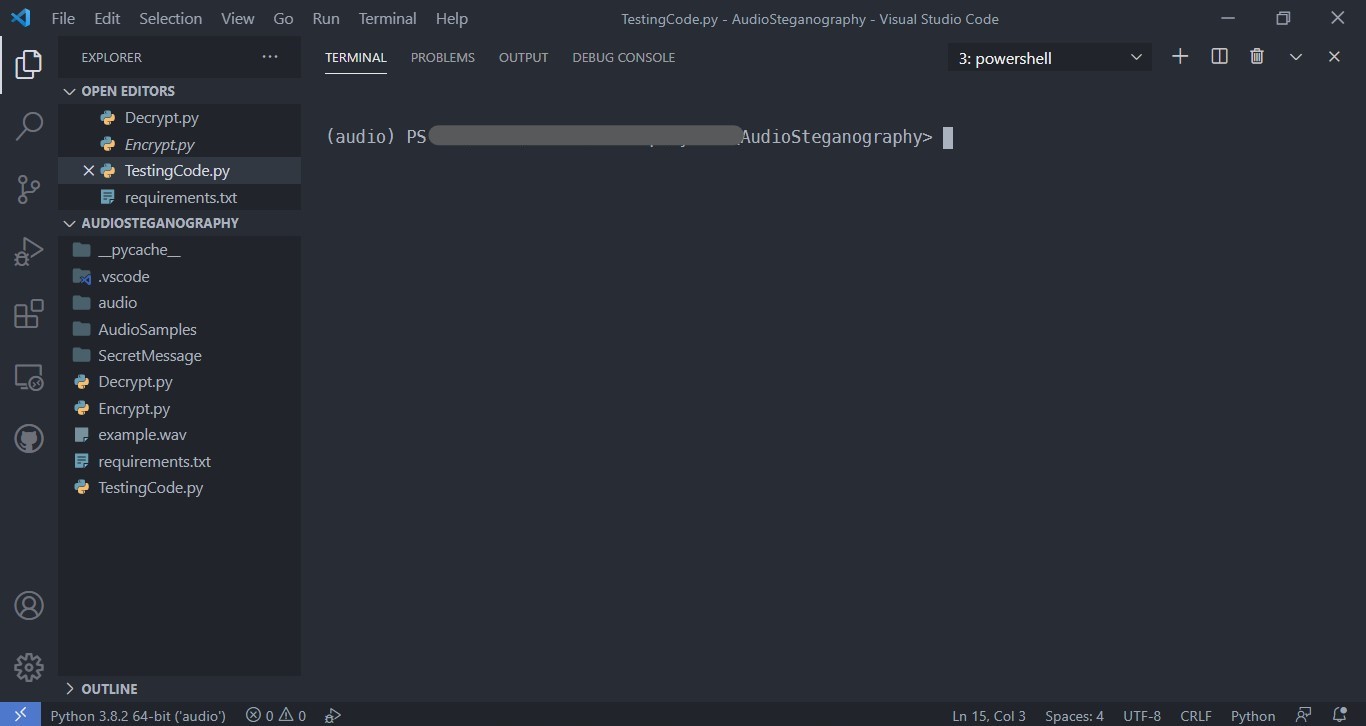 File Edit Selection View Go Run Terminal Help
TestingCode.py - AudioSteganography - Visual Studio Code
EXPLORER
OPEN EDITORS
Decrypt.py
Encrypt.py
TestingCode.py
requirements.txt
AUDIOSTEGANOGRAPHY
__pycache__
.vscode
audio
AudioSamples
SecretMessage
Decrypt.py
Encrypt.py
example.wav
requirements.txt
TestingCode.py
OUTLINE
TERMINAL PROBLEMS OUTPUT DEBUG CONSOLE
3: powershell
(audio) PS AudioSteganography>
Python 3.8.2 64-bit ('audio') 0 0
Ln 15, Col 3 Spaces: 4 UTF-8 CRLF Python